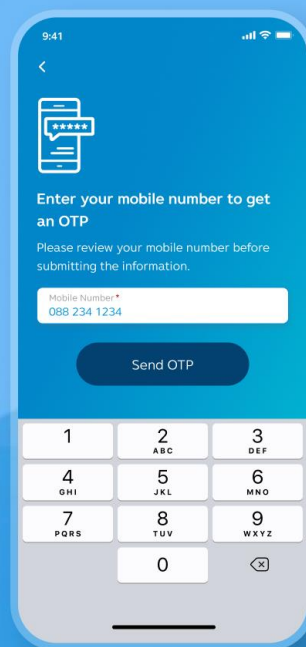 9:41
*****
Enter your mobile number to get
an OTP
Please review your mobile number before
submitting the information.
Mobile Number*
088 234 1234
Send OTP
1 2 3
ABC DEF
4 5 6
GHI JKL MNO
7 8 9
PQRS TUV WXYZ
0